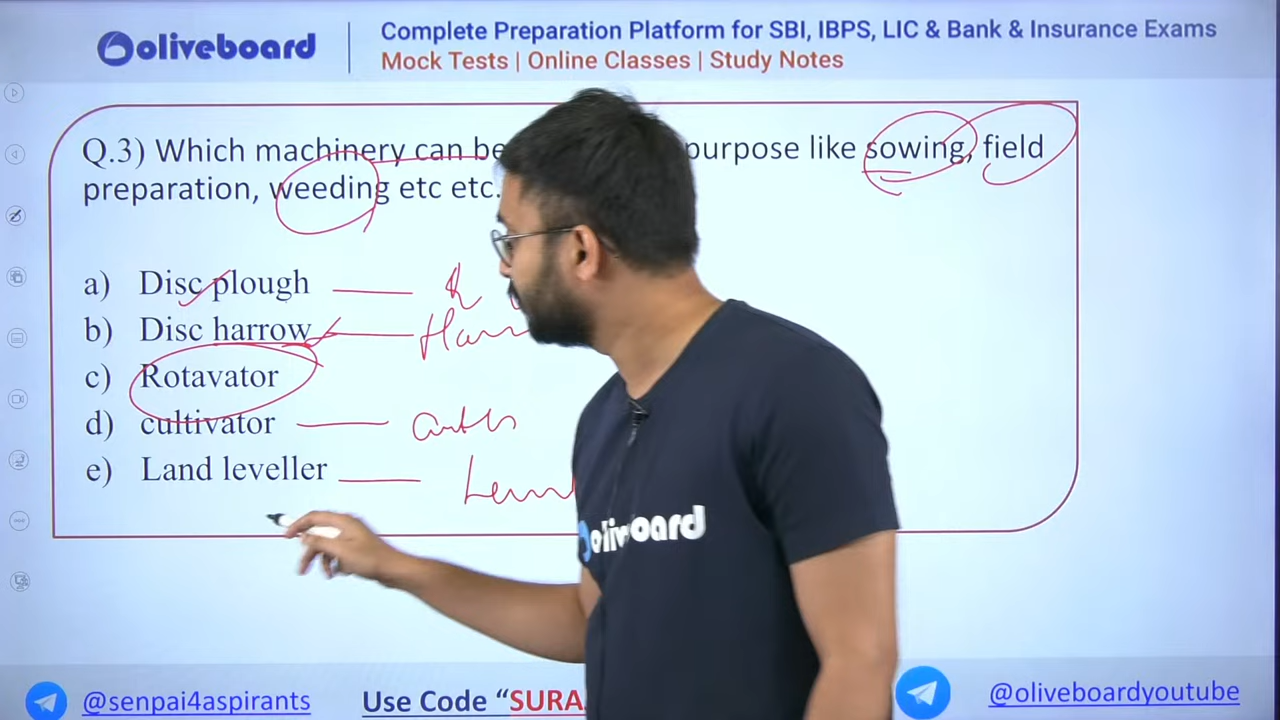 oliveboard
Complete Preparation Platform for SBI, IBPS, LIC & Bank & Insurance Exams
Mock Tests | Online Classes | Study Notes
Q.3) Which machinery can be purpose like sowing, field
preparation, weeding etc etc.
a) Disc plough
b) Disc harrow
c) Rotavator
d) cultivator
e) Land leveller
oliveboard
@senpai4aspirants
Use Code “SURA
@oliveboardyoutube